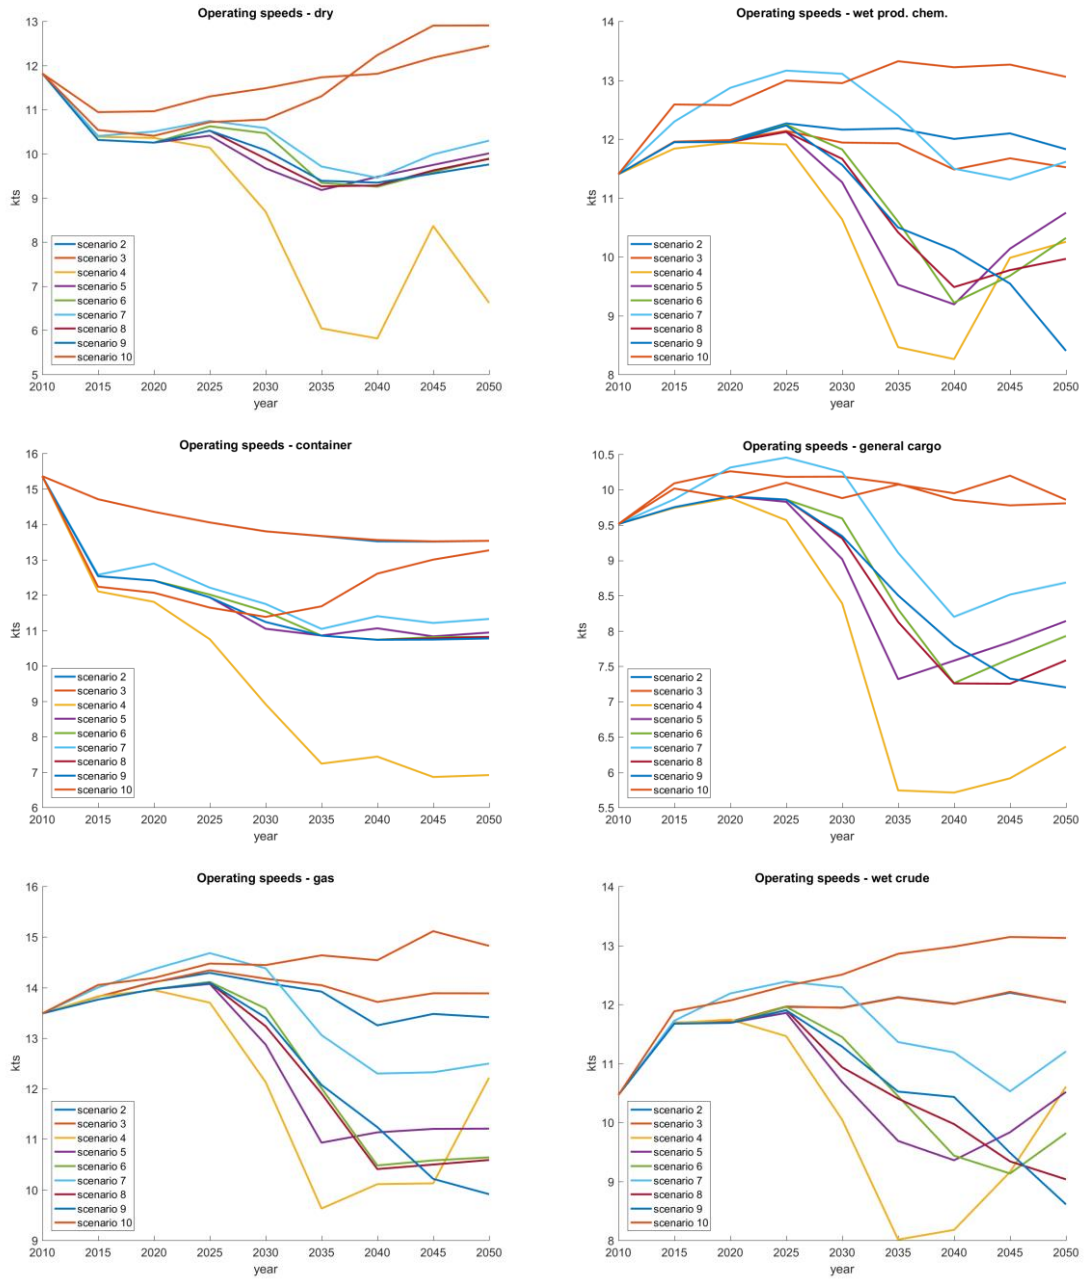 Operating speeds - dry
13
12
11
10
9
8
7
6
5
kts
scenario 2
scenario 3
scenario 4
scenario 5
scenario 6
scenario 7
scenario 8
scenario 9
scenario 10
2010 2015 2020 2025 2030 2035 2040 2045 2050
year
Operating speeds - wet prod. chem.
14
13
12
11
10
9
8
kts
scenario 2
scenario 3
scenario 4
scenario 5
scenario 6
scenario 7
scenario 8
scenario 9
scenario 10
2010 2015 2020 2025 2030 2035 2040 2045 2050
year
Operating speeds - container
16
15
14
13
12
11
10
9
8
7
6
kts
scenario 2
scenario 3
scenario 4
scenario 5
scenario 6
scenario 7
scenario 8
scenario 9
scenario 10
2010 2015 2020 2025 2030 2035 2040 2045 2050
year
Operating speeds - general cargo
10.5
10
9.5
9
8.5
8
7.5
7
6.5
6
5.5
kts
scenario 2
scenario 3
scenario 4
scenario 5
scenario 6
scenario 7
scenario 8
scenario 9
scenario 10
2010 2015 2020 2025 2030 2035 2040 2045 2050
year
Operating speeds - gas
16
15
14
13
12
11
10
9
kts
scenario 2
scenario 3
scenario 4
scenario 5
scenario 6
scenario 7
scenario 8
scenario 9
scenario 10
2010 2015 2020 2025 2030 2035 2040 2045 2050
year
Operating speeds - wet crude
14
13
12
11
10
9
8
kts
scenario 2
scenario 3
scenario 4
scenario 5
scenario 6
scenario 7
scenario 8
scenario 9
scenario 10
2010 2015 2020 2025 2030 2035 2040 2045 2050
year